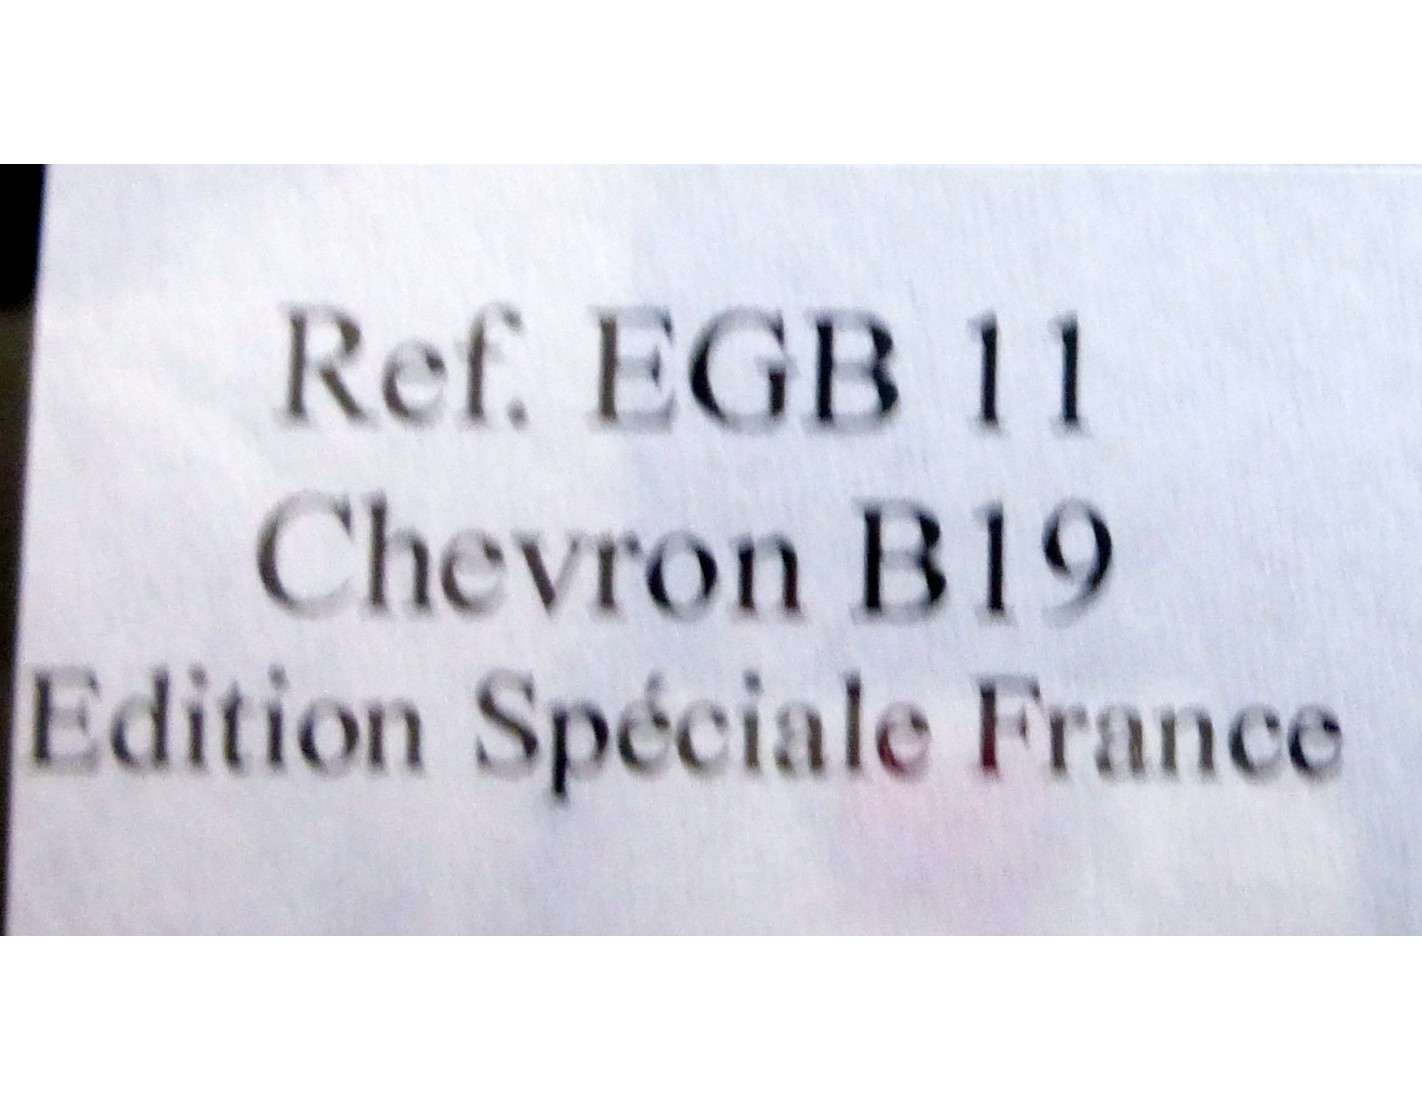 Ref. EGB 11
Chevron B19
Edition Spéciale France